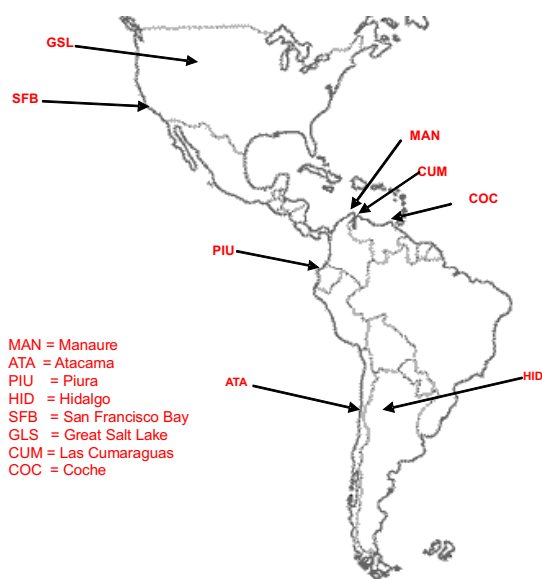 GSL
SFB
MAN
CUM
COC
PIU
MAN = Manaure
ATA = Atacama
PIU = Piura
HID = Hidalgo
SFB = San Francisco Bay
GLS = Great Salt Lake
CUM = Las Cumaraguas
COC = Coche
ATA
HID